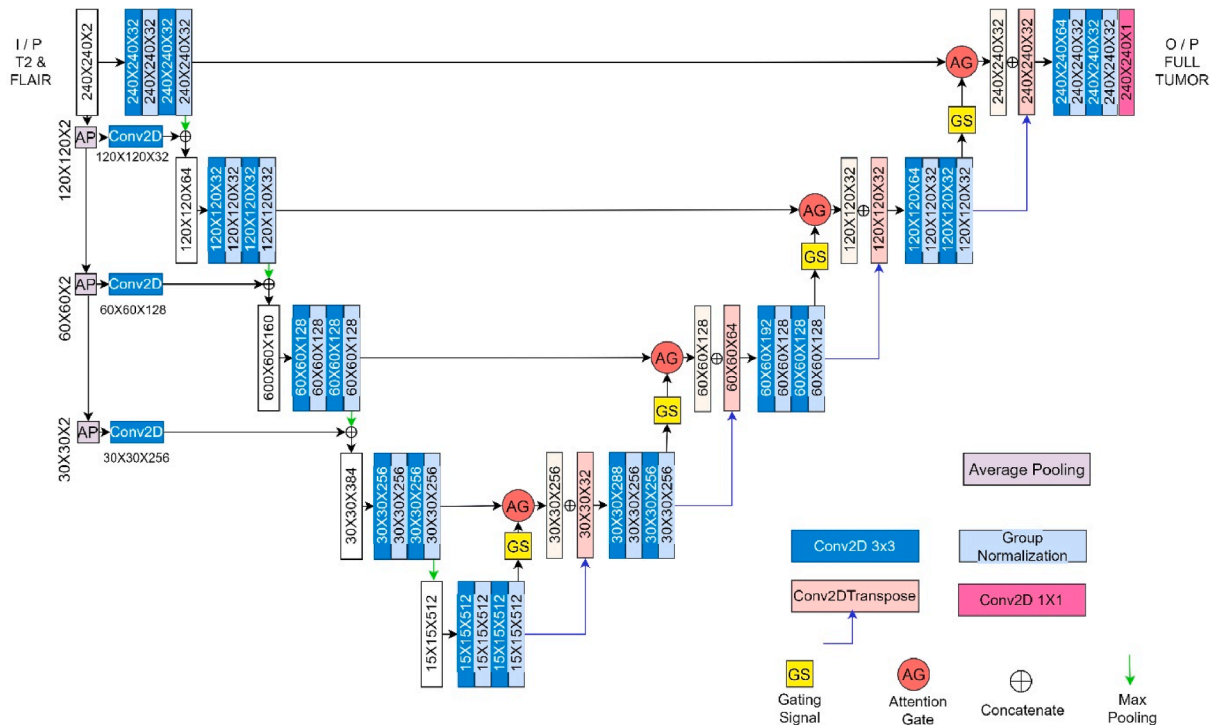 I / P
T2 &
FLAIR
240X240X2
240X240X32
240X240X32
240X240X32
240X240X32
AG
240X240X32
240X240X32
240X240X64
240X240X32
240X240X32
240X240X32
240X240X1
O / P
FULL
TUMOR
GS
120X120X2
AP
Conv2D
120X120X32
120X120X64
120X120X32
120X120X32
120X120X32
120X120X32
AG
120X120X32
120X120X32
120X120X64
120X120X32
120X120X32
120X120X32
GS
60X60X2
AP
Conv2D
60X60X128
600X60X160
60X60X128
60X60X128
60X60X128
60X60X128
AG
60X60X128
60X60X64
60X60X192
60X60X128
60X60X128
60X60X128
GS
30X30X2
AP
Conv2D
30X30X256
30X30X384
30X30X256
30X30X256
30X30X256
30X30X256
AG
30X30X256
30X30X32
30X30X288
30X30X256
30X30X256
30X30X256
GS
15X15X512
15X15X512
15X15X512
15X15X512
15X15X512
Average Pooling
Conv2D 3x3
Group
Normalization
Conv2DTranspose
Conv2D 1X1
GS
Gating
Signal
AG
Attention
Gate
Concatenate
Max
Pooling